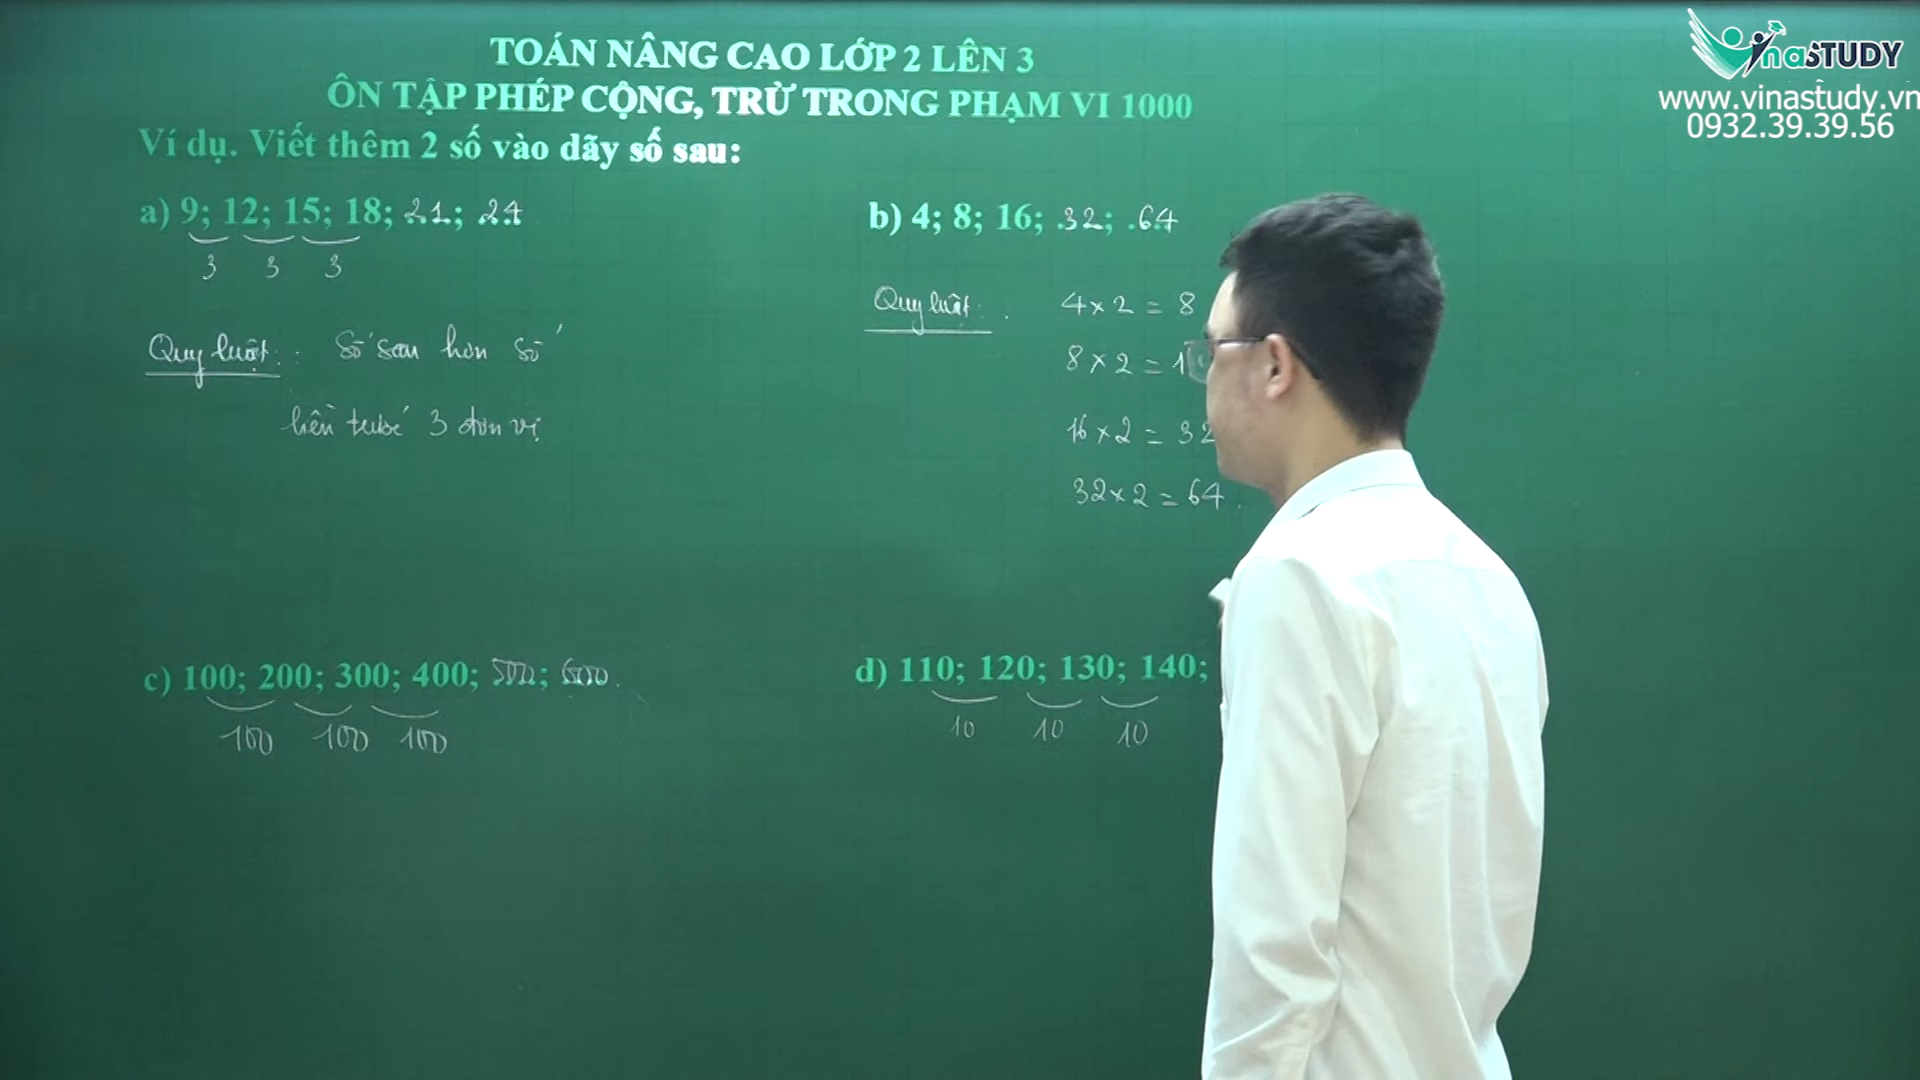 TOÁN NÂNG CAO LỚP 2 LÊN 3
ÔN TẬP PHÉP CỘNG, TRỪ TRONG PHẠM VI 1000
Ví dụ. Viết thêm 2 số vào dãy số sau:
VinaSTUDY
www.vinastudy.vn
0932.39.39.56
a) 9; 12; 15; 18; 21; 24
3 3 3
Quy luật: Số sau hơn số
liền trước 3 đơn vị
b) 4; 8; 16; 32; 64
Quy luật: 4 × 2 = 8
8 × 2 = 1
16 × 2 = 32
32 × 2 = 64.
c) 100; 200; 300; 400; 500; 600.
100 100 100
d) 110; 120; 130; 140;
10 10 10